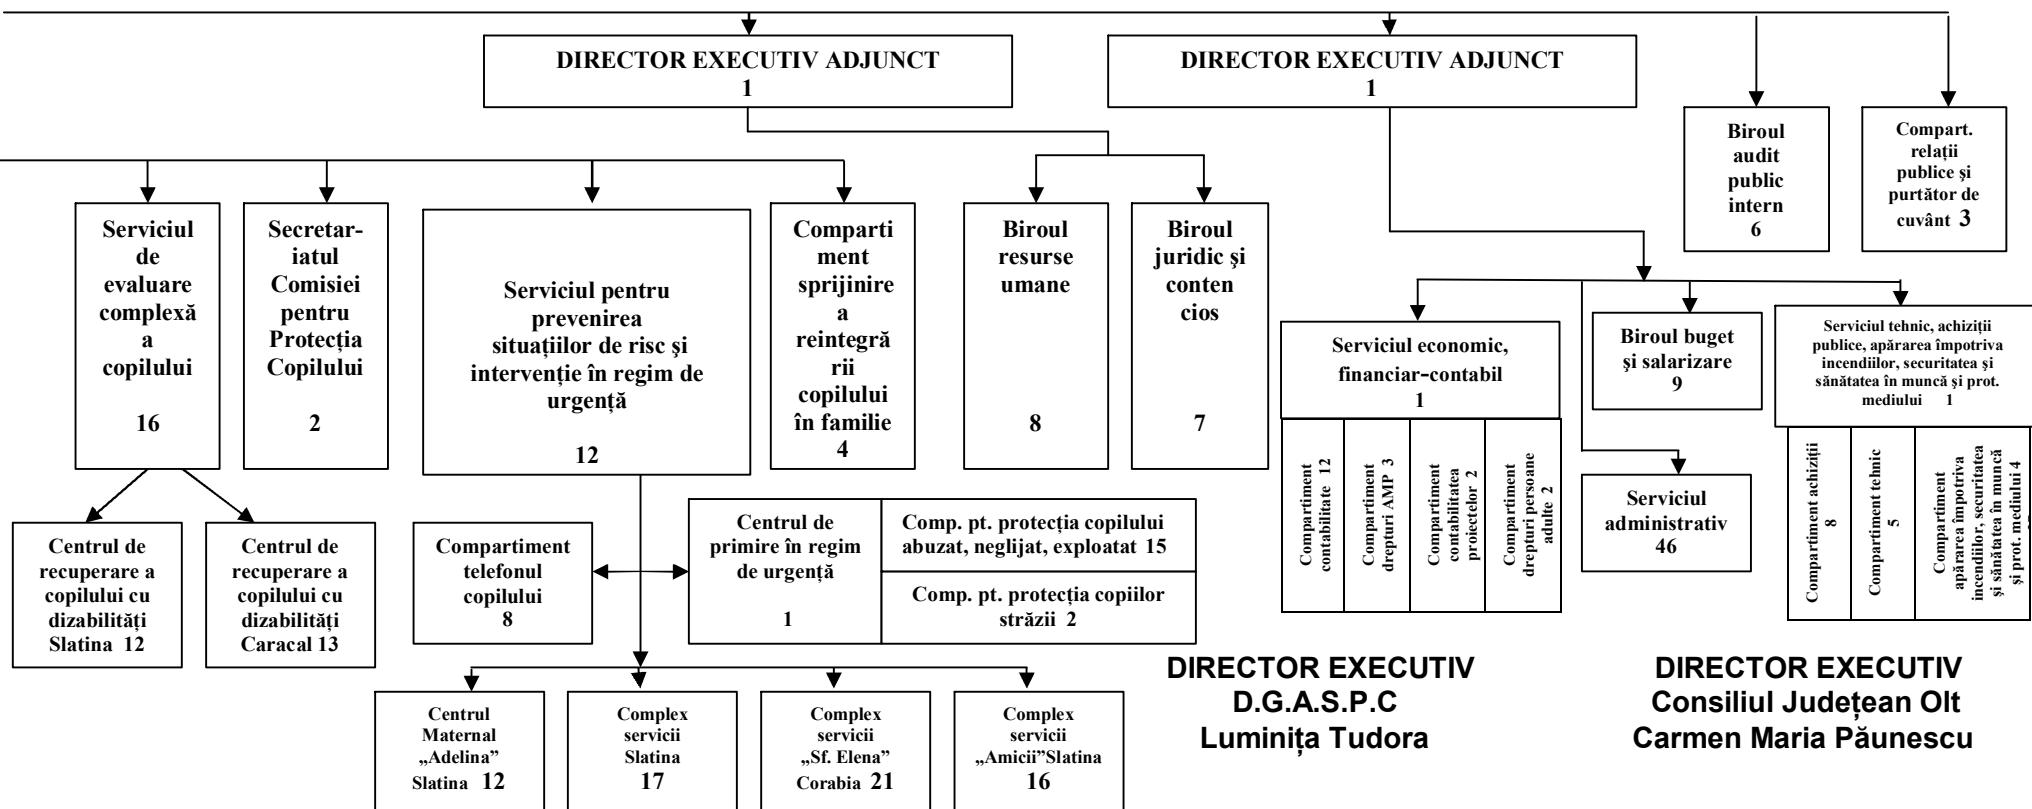 DIRECTOR EXECUTIV ADJUNCT
1
DIRECTOR EXECUTIV ADJUNCT
1
Biroul
audit
public
intern
6
Compart.
relații
publice și
purtător de
cuvânt 3
Serviciul
de
evaluare
complexă
a
copilului
16
Secretar-
iatul
Comisiei
pentru
Protecția
Copilului
2
Serviciul pentru
prevenirea
situațiilor de risc și
intervenție în regim de
urgență
12
Comparti
ment
sprijinire
a
reintegră
rii
copilului
în familie
4
Biroul
resurse
umane
8
Biroul
juridic şi
conten
cios
7
Serviciul economic,
financiar-contabil
1
Biroul buget
şi salarizare
9
Serviciul tehnic, achiziții
publice, apărarea împotriva
incendiilor, securitatea şi
sănătatea în muncă şi prot.
mediului 1
Compartiment
contabilitate 12
Compartiment
drepturi AMP 3
Compartiment
contabilitatea
proiectelor 2
Compartiment
drepturi persoane
adulte 2
Serviciul
administrativ
46
Compartiment achiziții
8
Compartiment tehnic
5
Compartiment
apărarea împotriva
incendiilor, securitatea
şi sănătatea în muncă
şi prot. mediului 4
Centrul de
recuperare a
copilului cu
dizabilități
Slatina 12
Centrul de
recuperare a
copilului cu
dizabilități
Caracal 13
Compartiment
telefonul
copilului
8
Centrul de
primire în regim
de urgență
1
Comp. pt. protecția copilului
abuzat, neglijat, exploatat 15
Comp. pt. protecția copiilor
străzii 2
Centrul
Maternal
„Adelina”
Slatina 12
Complex
servicii
Slatina
17
Complex
servicii
„Sf. Elena”
Corabia 21
Complex
servicii
„Amicii”Slatina
16
DIRECTOR EXECUTIV
D.G.A.S.P.C
Luminița Tudora
DIRECTOR EXECUTIV
Consiliul Județean Olt
Carmen Maria Păunescu